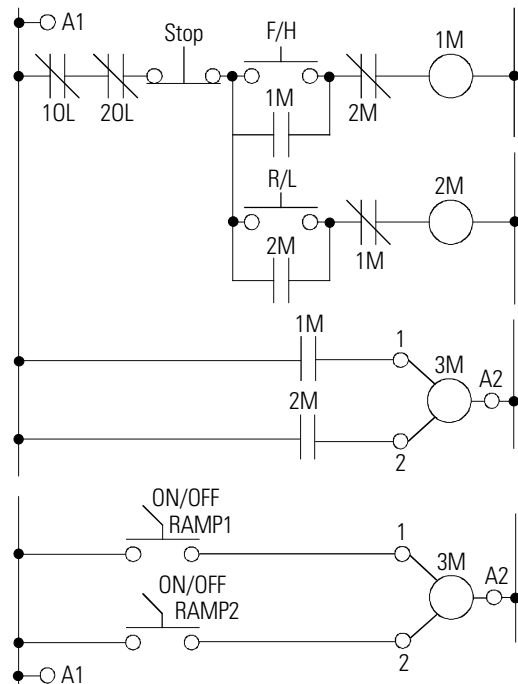 A1
Stop
F/H
1M
1OL
2OL
1M
2M
R/L
2M
2M
1M
1M
1
3M
A2
2M
2
ON/OFF
RAMP1
1
ON/OFF
RAMP2
3M
A2
2
A1